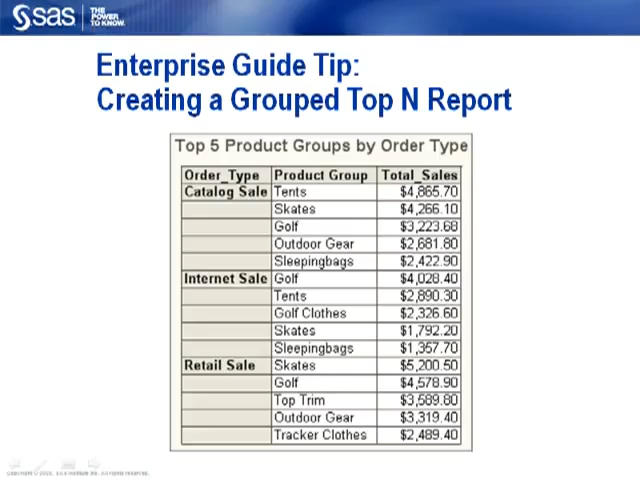 sas THE POWER TO KNOW.
Enterprise Guide Tip:
Creating a Grouped Top N Report
Top 5 Product Groups by Order Type
Order_Type Product Group Total_Sales
Catalog Sale Tents $4,865.70
Skates $4,266.10
Golf $3,223.68
Outdoor Gear $2,681.80
Sleepingbags $2,422.90
Internet Sale Golf $4,028.40
Tents $2,890.30
Golf Clothes $2,326.60
Skates $1,792.20
Sleepingbags $1,357.70
Retail Sale Skates $5,200.50
Golf $4,578.90
Top Trim $3,589.80
Outdoor Gear $3,319.40
Tracker Clothes $2,489.40